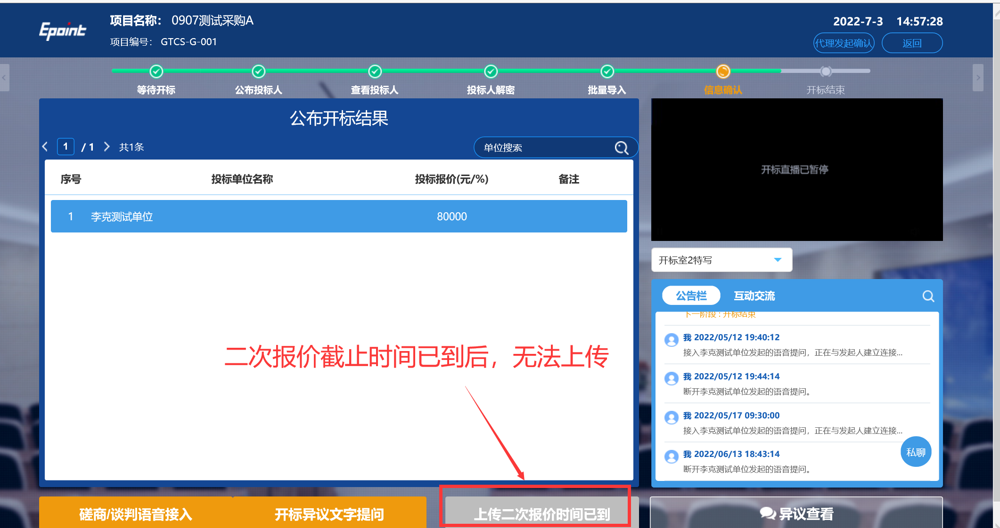 Epoint
项目名称： 0907测试采购A
项目编号： GTCS-G-001
2022-7-3 14:57:28
代理发起确认
返回
等待开标
公布投标人
查看投标人
投标人解密
批量导入
信息确认
开标结束
公布开标结果
1 / 1 共1条
单位搜索
序号 投标单位名称 投标报价(元/%) 备注
1 李克测试单位 80000
二次报价截止时间已到后，无法上传
开标直播已暂停
开标室2特写
公告栏 互动交流
下一阶段：开标结束
我 2022/05/12 19:40:12
接入李克测试单位发起的语音提问，正在与发起人建立连接...
我 2022/05/12 19:44:14
断开李克测试单位发起的语音提问。
我 2022/05/17 09:30:00
接入李克测试单位发起的语音提问，正在与发起人建立连接...
我 2022/06/13 18:43:14
断开李克测试单位发起的语音提问。
私聊
磋商/谈判语音接入
开标异议文字提问
上传二次报价时间已到
异议查看